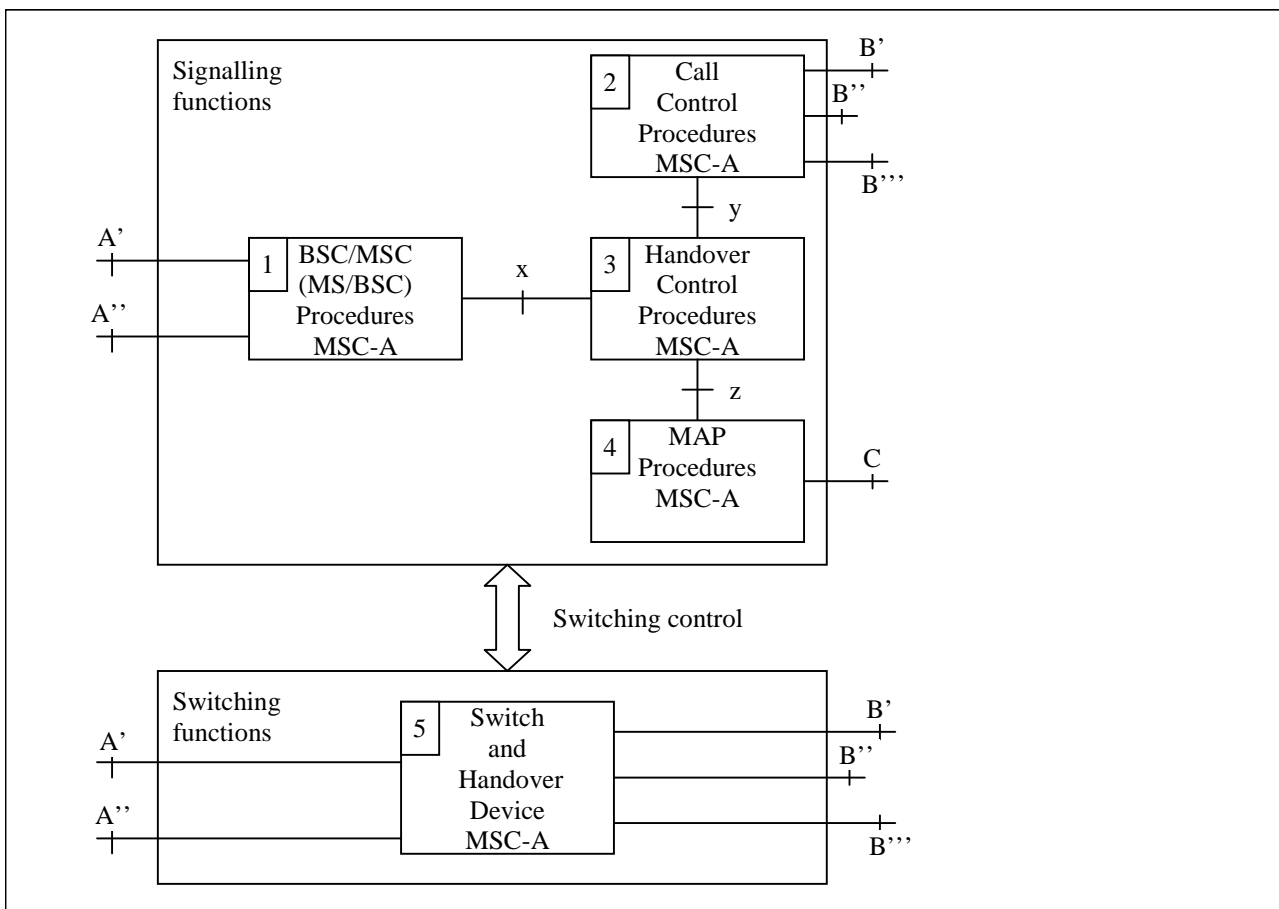 Signalling
functions
2
Call
Control
Procedures
MSC-A
B’
B’’
B’’’
y
A’
A’’
1
BSC/MSC
(MS/BSC)
Procedures
MSC-A
x
3
Handover
Control
Procedures
MSC-A
z
4
MAP
Procedures
MSC-A
C
Switching control
Switching
functions
5
Switch
and
Handover
Device
MSC-A
A’
A’’
B’
B’’
B’’’